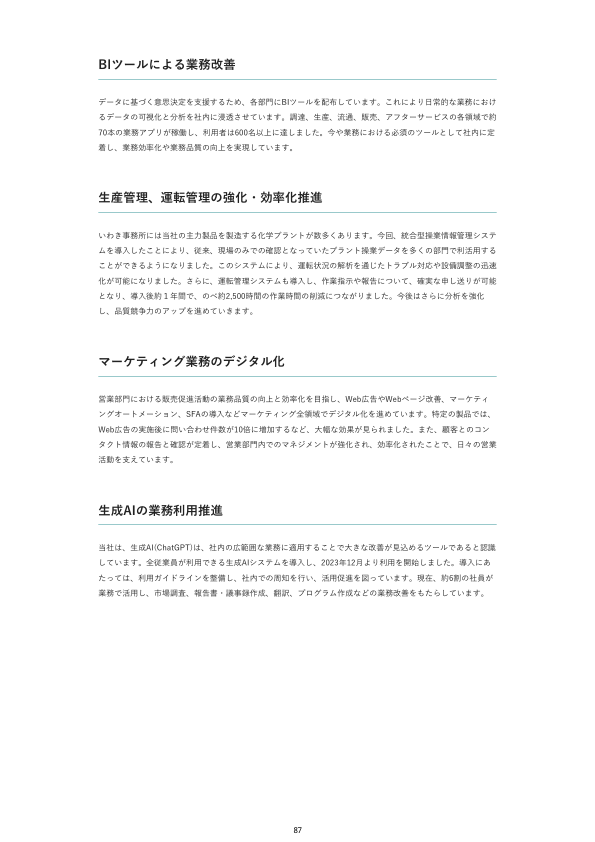 BIツールによる業務改善
データに基づく意思決定を支援するため、各部門にBIツールを配布しています。これにより日常的な業務におけ
るデータの可視化と分析を社内に浸透させています。調達、生産、流通、販売、アフターサービスの各領域で約
70本の業務アプリが稼働し、利用者は600名以上に達しました。今や業務における必須のツールとして社内に定
着し、業務効率化や業務品質の向上を実現しています。
生産管理、運転管理の強化・効率化推進
いわき事務所には当社の主力製品を製造する化学プラントが数多くあります。今回、統合型操業情報管理システ
ムを導入したことにより、従来、現場のみでの確認となっていたプラント操業データを多くの部門で利活用する
ことができるようになりました。このシステムにより、運転状況の解析を通じたトラブル対応や設備調整の迅速
化が可能になりました。さらに、運転管理システムも導入し、作業指示や報告について、確実な申し送りが可能
となり、導入後約１年間で、のべ約2,500時間の作業時間の削減につながりました。今後はさらに分析を強化
し、品質競争力のアップを進めていきます。
マーケティング業務のデジタル化
営業部門における販売促進活動の業務品質の向上と効率化を目指し、Web広告やWebページ改善、マーケティ
ングオートメーション、SFAの導入などマーケティング全領域でデジタル化を進めています。特定の製品では、
Web広告の実施後に問い合わせ件数が10倍に増加するなど、大幅な効果が見られました。また、顧客とのコン
タクト情報の報告と確認が定着し、営業部門内でのマネジメントが強化され、効率化されたことで、日々の営業
活動を支えています。
生成AIの業務利用推進
当社は、生成AI(ChatGPT)は、社内の広範囲な業務に適用することで大きな改善が見込めるツールであると認識
しています。全従業員が利用できる生成AIシステムを導入し、2023年12月より利用を開始しました。導入にあ
たっては、利用ガイドラインを整備し、社内での周知を行い、活用促進を図っています。現在、約6割の社員が
業務で活用し、市場調査、報告書・議事録作成、翻訳、プログラム作成などの業務改善をもたらしています。
87